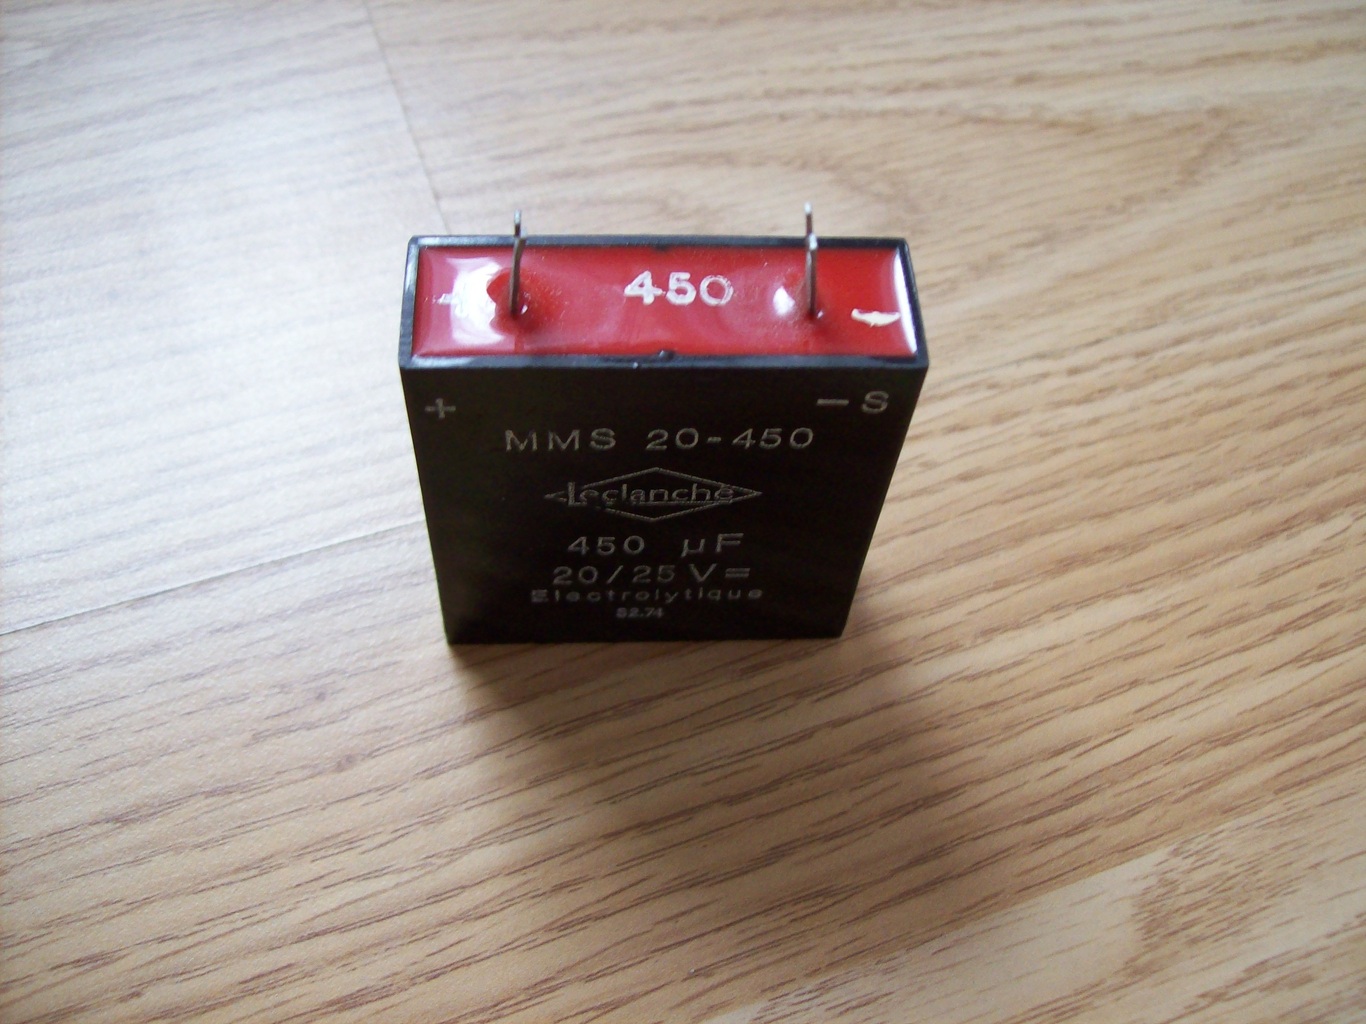 450
+ − S
MMS 20-450
Leclanché
450 µF
20/25 V=
Electrolytique
S2.74